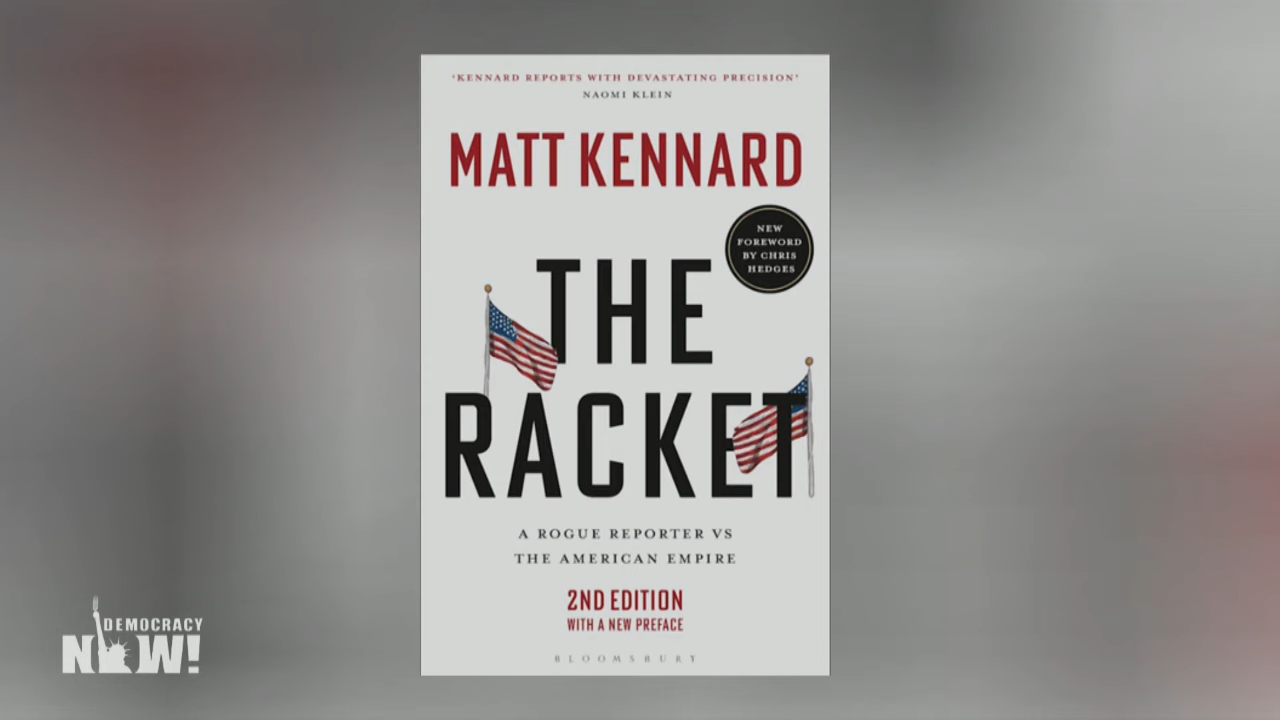 'KENNARD REPORTS WITH DEVASTATING PRECISION'
NAOMI KLEIN
MATT KENNARD
NEW
FOREWORD
BY CHRIS
HEDGES
THE
RACKET
A ROGUE REPORTER VS
THE AMERICAN EMPIRE
2ND EDITION
WITH A NEW PREFACE
BLOOMSBURY
DEMOCRACY
NOW!